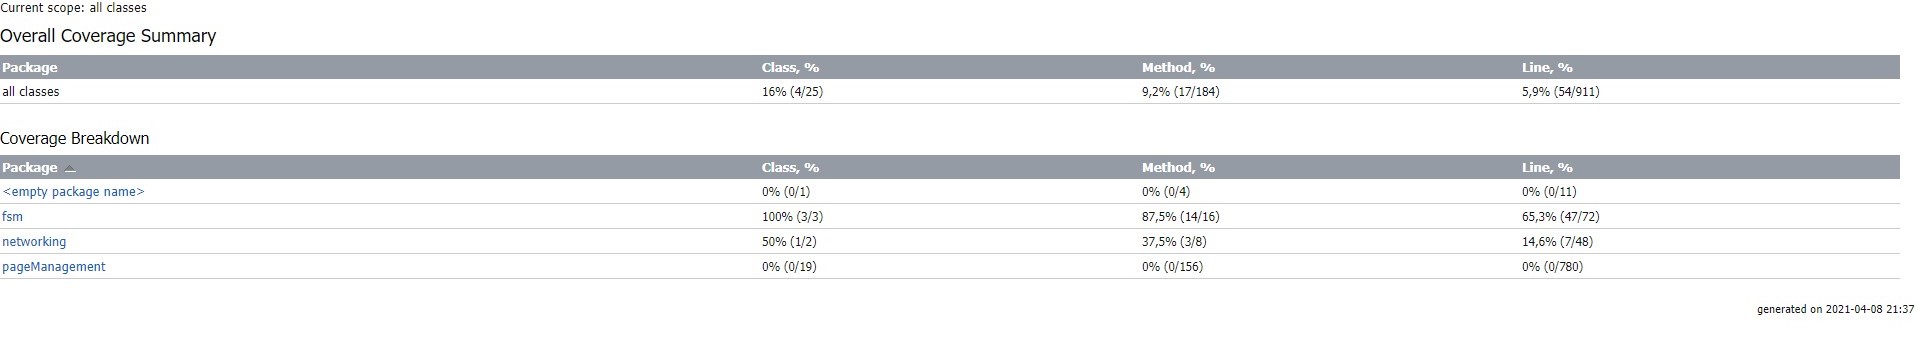 Current scope: all classes
Overall Coverage Summary
Package Class, % Method, % Line, %
all classes 16% (4/25) 9,2% (17/184) 5,9% (54/911)
Coverage Breakdown
Package Class, % Method, % Line, %
<empty package name> 0% (0/1) 0% (0/4) 0% (0/11)
fsm 100% (3/3) 87,5% (14/16) 65,3% (47/72)
networking 50% (1/2) 37,5% (3/8) 14,6% (7/48)
pageManagement 0% (0/19) 0% (0/156) 0% (0/780)
generated on 2021-04-08 21:37